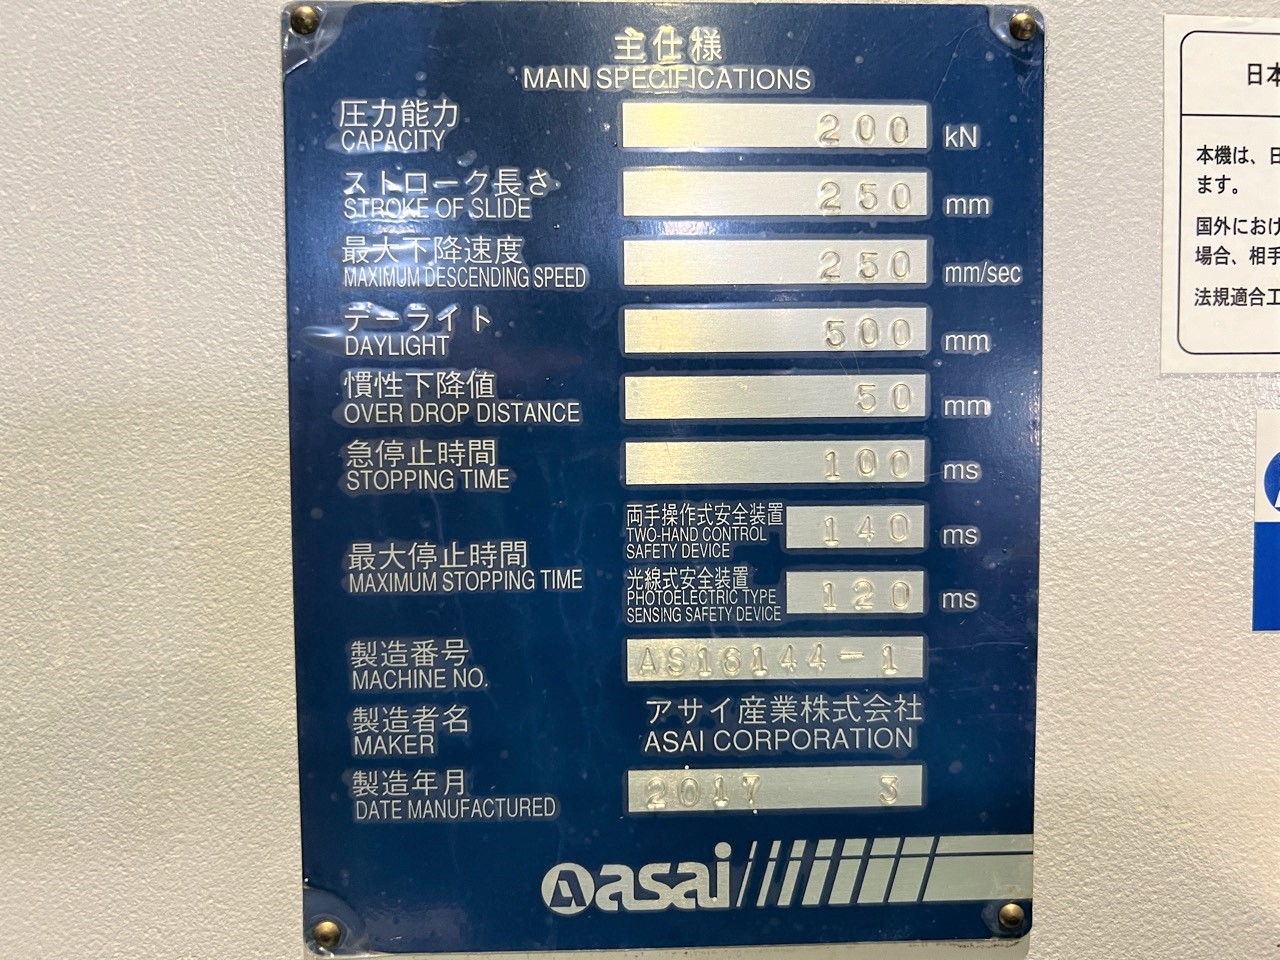 主仕様
MAIN SPECIFICATIONS
圧力能力
CAPACITY
200 kN
ストローク長さ
STROKE OF SLIDE
250 mm
最大下降速度
MAXIMUM DESCENDING SPEED
250 mm/sec
デーライト
DAYLIGHT
500 mm
慣性下降値
OVER DROP DISTANCE
50 mm
急停止時間
STOPPING TIME
100 ms
最大停止時間
MAXIMUM STOPPING TIME
両手操作式安全装置
TWO-HAND CONTROL
SAFETY DEVICE
140 ms
光線式安全装置
PHOTOELECTRIC TYPE
SENSING SAFETY DEVICE
120 ms
製造番号
MACHINE NO.
AS16144-1
製造者名
MAKER
アサイ産業株式会社
ASAI CORPORATION
製造年月
DATE MANUFACTURED
2017 3
asai
日本
本機は、日
ます。
国外におけ
場合、相手
法規適合工